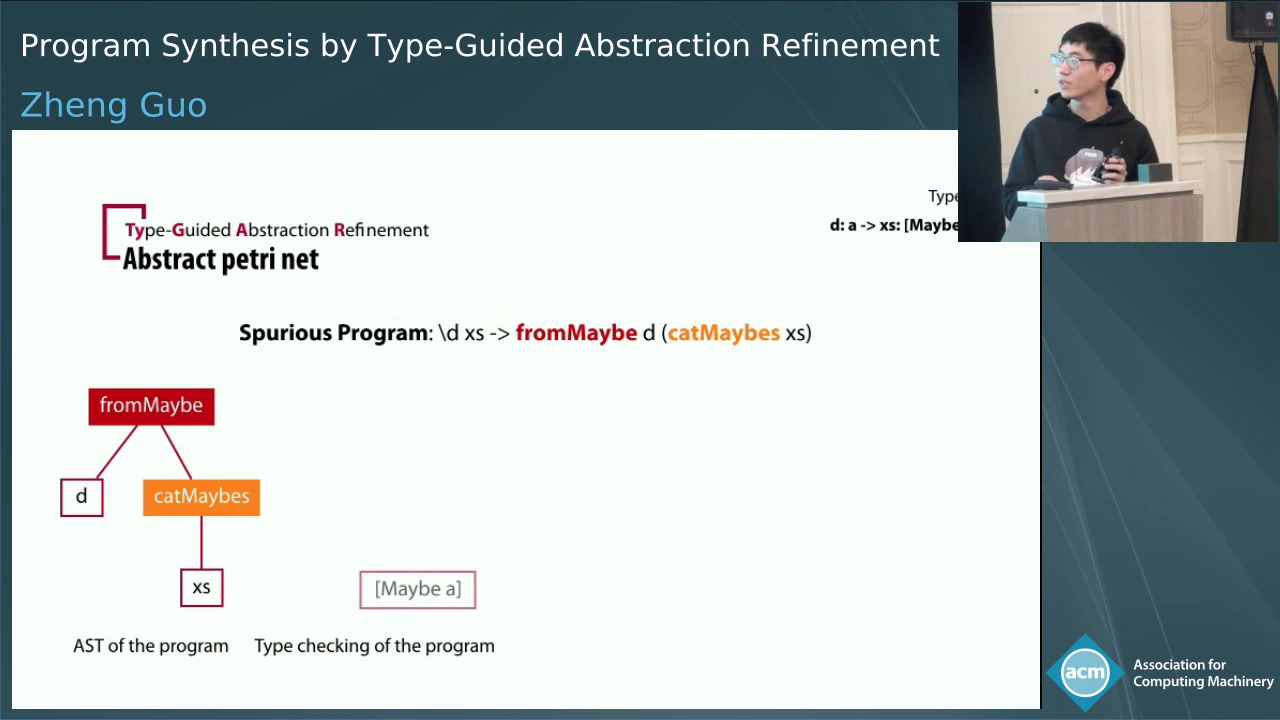 Program Synthesis by Type-Guided Abstraction Refinement
Zheng Guo
Type-Guided Abstraction Refinement
Abstract petri net
Type
d: a -> xs: [Maybe
Spurious Program: \d xs -> fromMaybe d (catMaybes xs)
fromMaybe
d
catMaybes
xs
[Maybe a]
AST of the program
Type checking of the program
acm
Association for
Computing Machinery